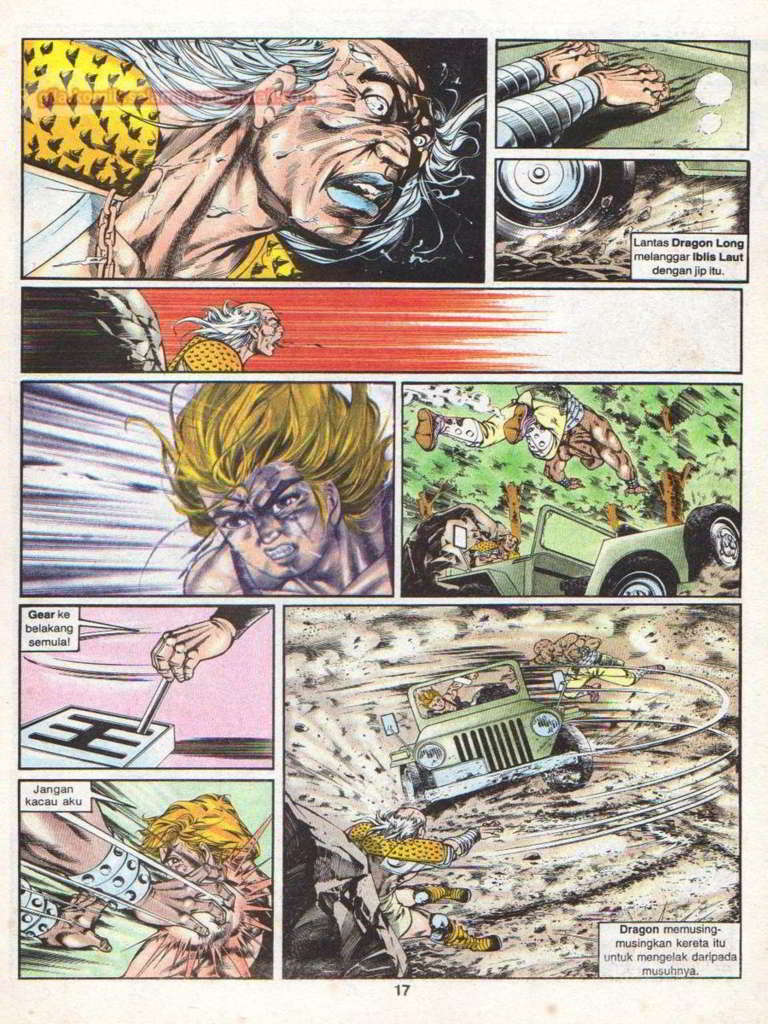 Lantas Dragon Long
melanggar Iblis Laut
dengan jip itu.
Gear ke
belakang
semula!
Jangan
kacau aku
Dragon memusing-
musingkan kereta itu
untuk mengelak daripada
musuhnya.
17